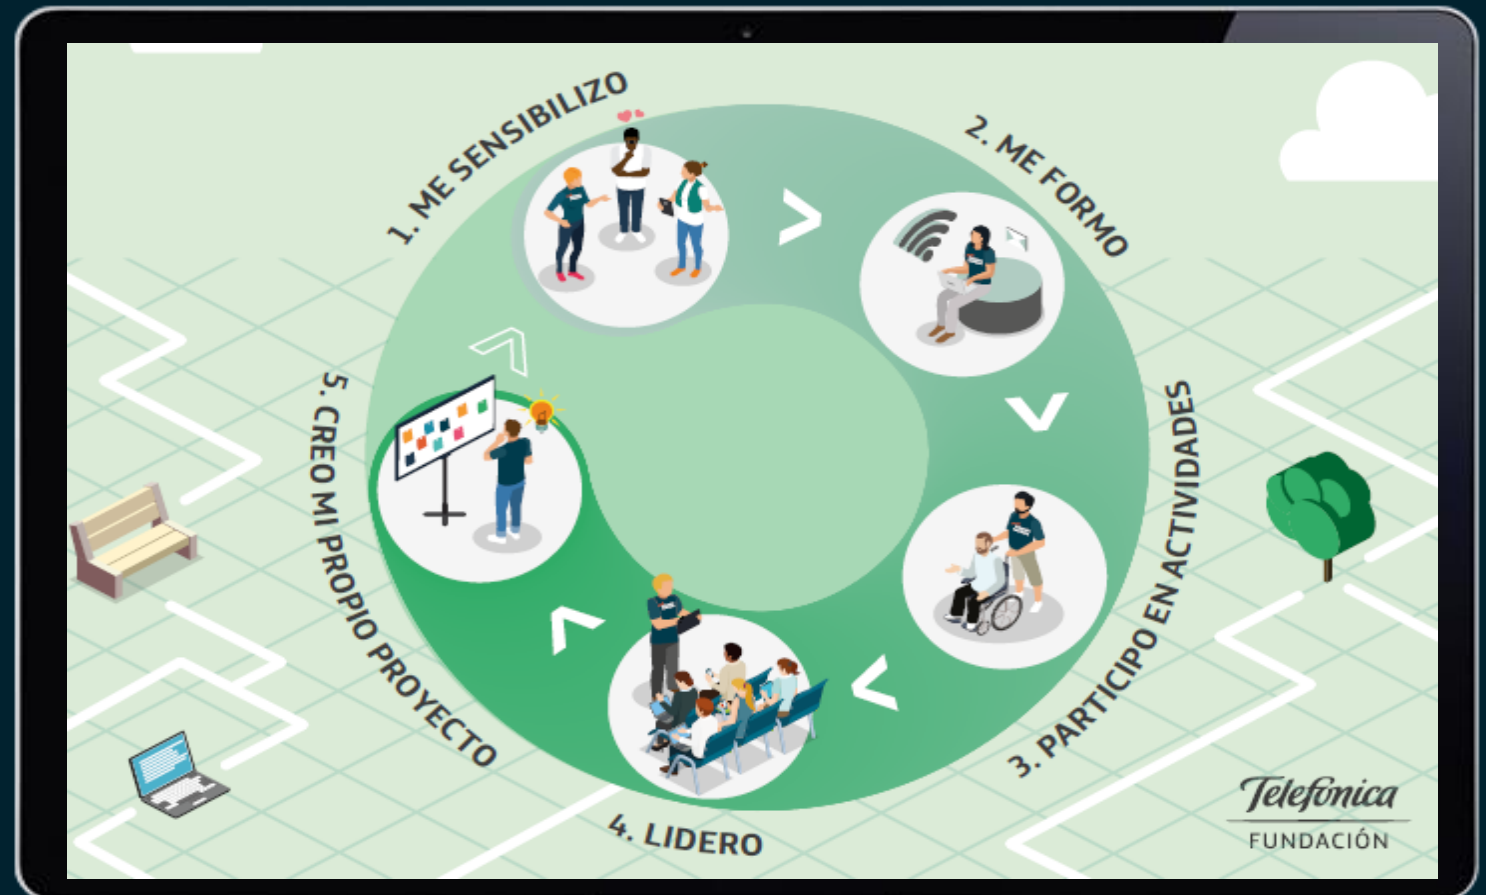 1. ME SENSIBILIZO
2. ME FORMO
3. PARTICIPO EN ACTIVIDADES
4. LIDERO
5. CREO MI PROPIO PROYECTO
Telefónica
FUNDACIÓN